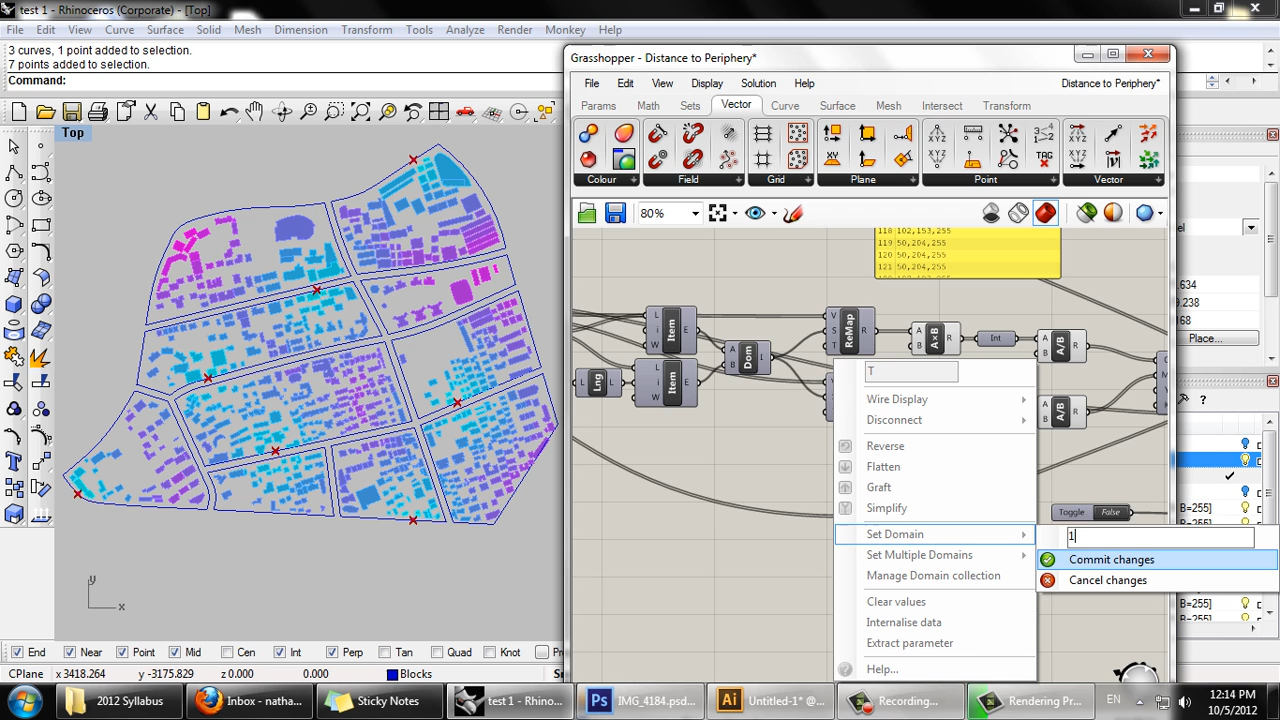 test 1 - Rhinoceros (Corporate) - [Top]
File Edit View Curve Surface Solid Mesh Dimension Transform Tools Analyze Render Monkey Help
3 curves, 1 point added to selection.
7 points added to selection.
Command:
Top
y
x
End Near Point Mid Cen Int Perp Tan Quad Knot
CPlane x 3418.264 y -3175.829 z 0.000 0.000 Blocks
Grasshopper - Distance to Periphery*
File Edit View Display Solution Help Distance to Periphery*
Params Math Sets Vector Curve Surface Mesh Intersect Transform
Colour Field Grid Plane Point Vector
80%
118 102,153,255
119 50,204,255
120 50,204,255
121 50,204,255
L i W Item E
A B Dom I
V S T ReMap R
A B A×B R
Int
A B A/B R
Lng L
L i W Item E
A B A/B R
Toggle False
T
Wire Display
Disconnect
Reverse
Flatten
Graft
Simplify
Set Domain
Set Multiple Domains
Manage Domain collection
Clear values
Internalise data
Extract parameter
Help...
1
Commit changes
Cancel changes
.634
9.238
168
Place...
?
B=255]
B=255]
B=255]
2012 Syllabus
Inbox - natha...
Sticky Notes
test 1 - Rhino...
IMG_4184.psd...
Untitled-1* @...
Recording...
Rendering Pr...
EN
12:14 PM
10/5/2012